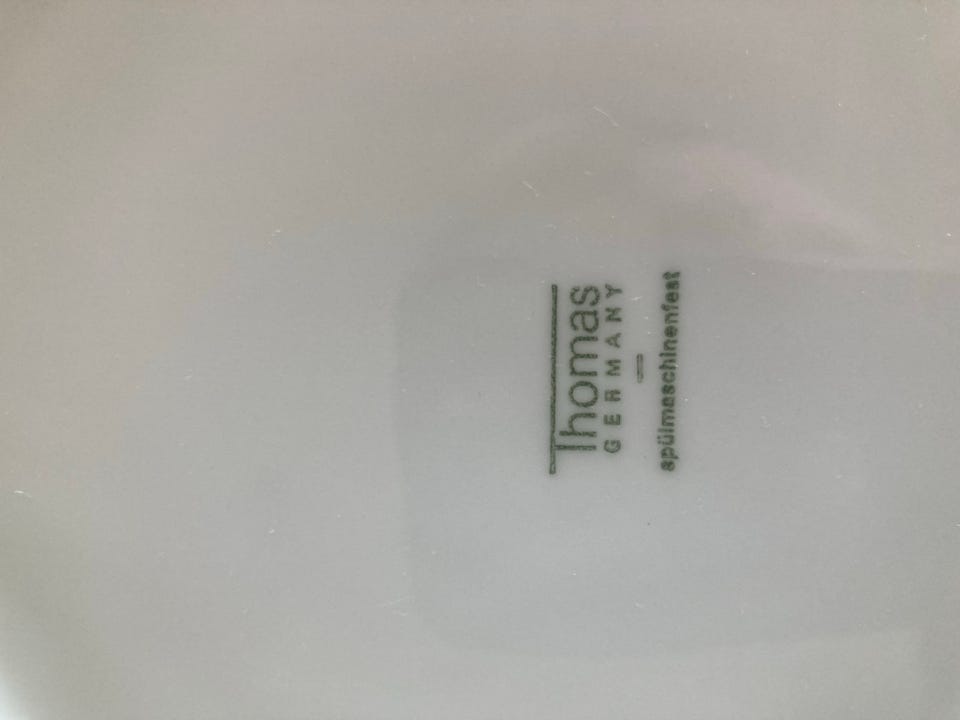 Thomas
GERMANY
—
spülmaschinenfest